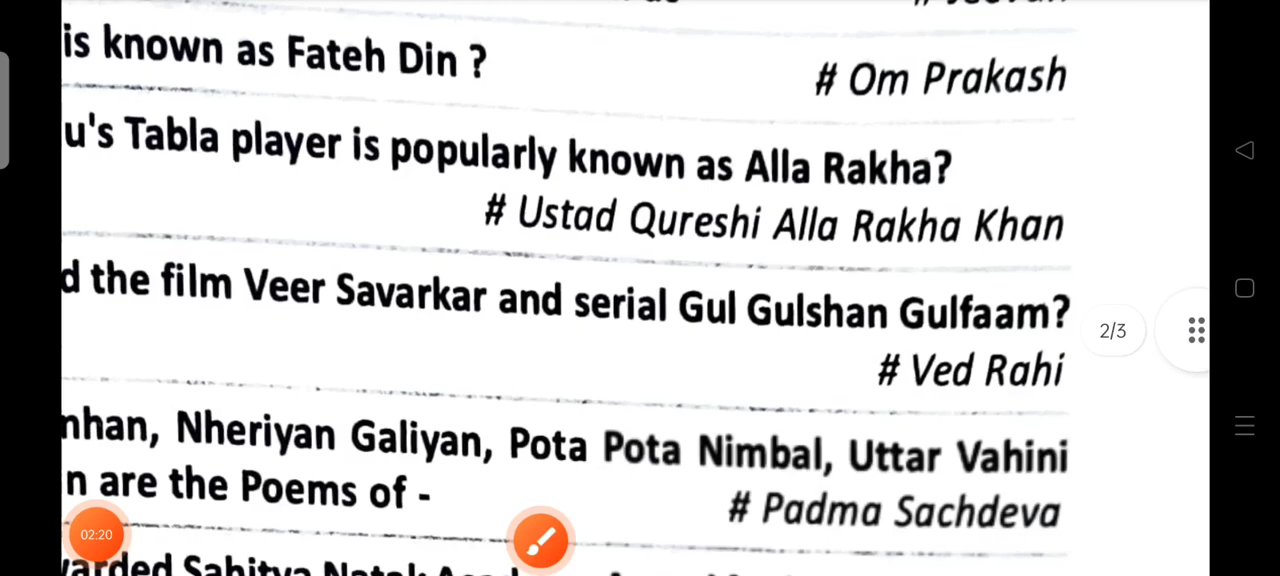 is known as Fateh Din ?
# Om Prakash
u's Tabla player is popularly known as Alla Rakha?
# Ustad Qureshi Alla Rakha Khan
d the film Veer Savarkar and serial Gul Gulshan Gulfaam?
# Ved Rahi
2/3
nhan, Nheriyan Galiyan, Pota Pota Nimbal, Uttar Vahini
n are the Poems of -
# Padma Sachdeva
02:20